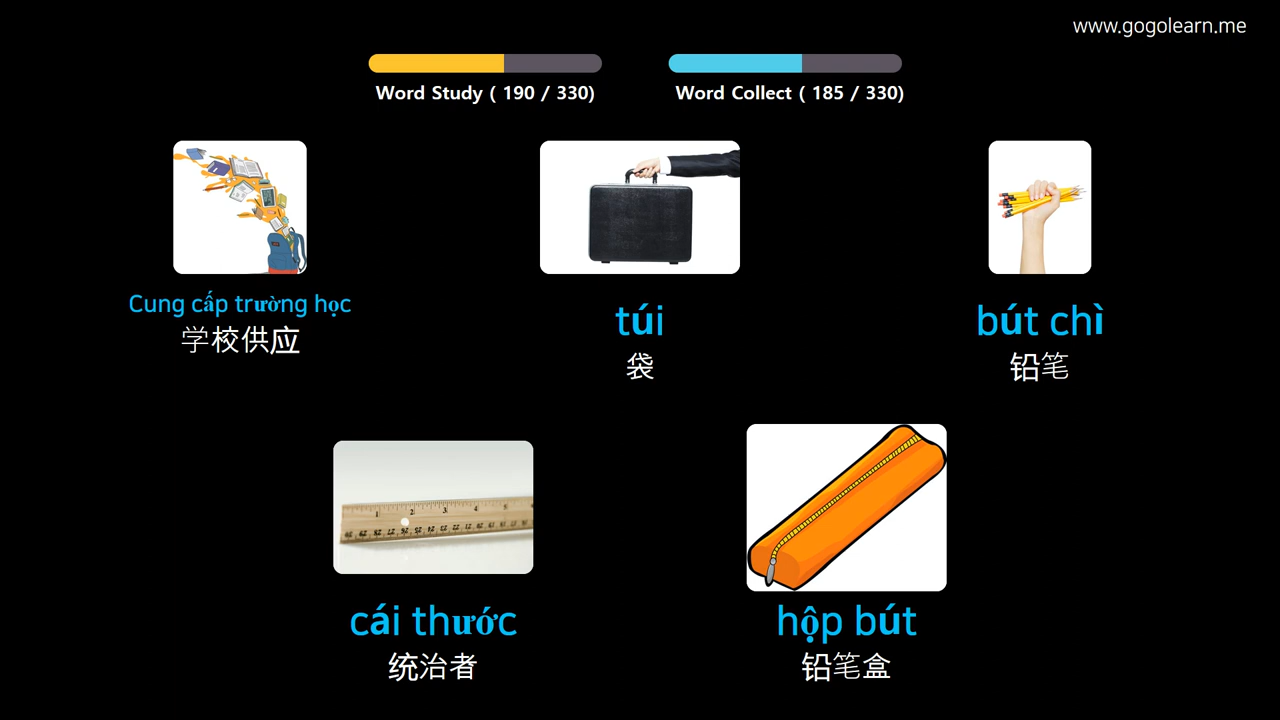 www.gogolearn.me
Word Study ( 190 / 330)
Word Collect ( 185 / 330)
Cung cấp trường học
学校供应
túi
袋
bút chì
铅笔
cái thước
统治者
hộp bút
铅笔盒